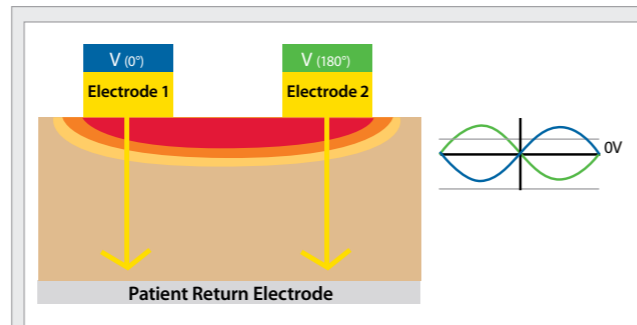 V (0°)
V (180°)
Electrode 1
Electrode 2
0V
Patient Return Electrode